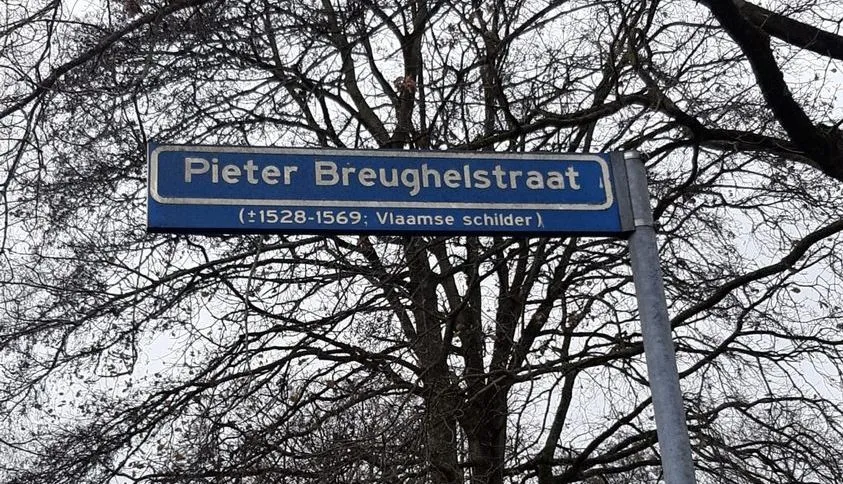 Pieter Breughelstraat
(±1528-1569; Vlaamse schilder)